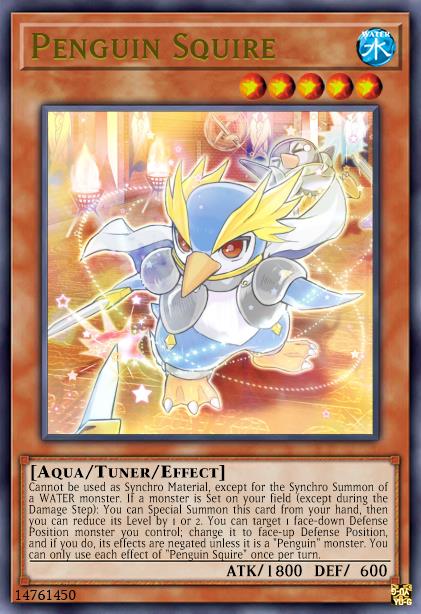 Penguin Squire
WATER
水
[Aqua/Tuner/Effect]
Cannot be used as Synchro Material, except for the Synchro Summon of
a WATER monster. If a monster is Set on your field (except during the
Damage Step): You can Special Summon this card from your hand, then
you can reduce its Level by 1 or 2. You can target 1 face-down Defense
Position monster you control; change it to face-up Defense Position,
and if you do, its effects are negated unless it is a "Penguin" monster. You
can only use each effect of "Penguin Squire" once per turn.
ATK/1800 DEF/ 600
14761450